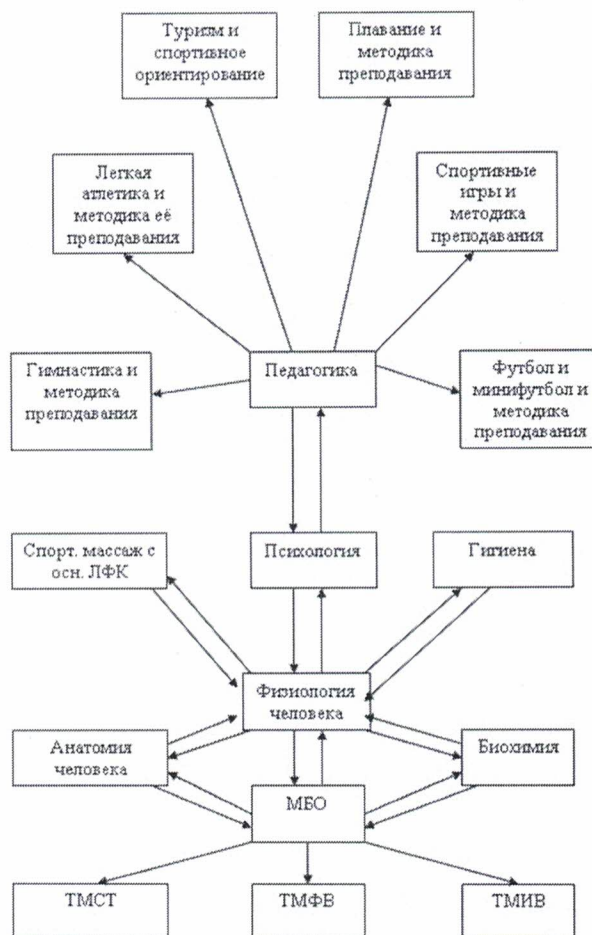 Туризм и
спортивное
ориентирование
Плавание и
методика
преподавания
Легкая
атлетика и
методика её
преподавания
Спортивные
игры и
методика
преподавания
Гимнастика и
методика
преподавания
Педагогика
Футбол и
минифутбол и
методика
преподавания
Спорт. массаж с
осн. ЛФК
Психология
Гигиена
Физиология
человека
Анатомия
человека
Биохимия
МБО
ТМСТ
ТМФВ
ТМИВ